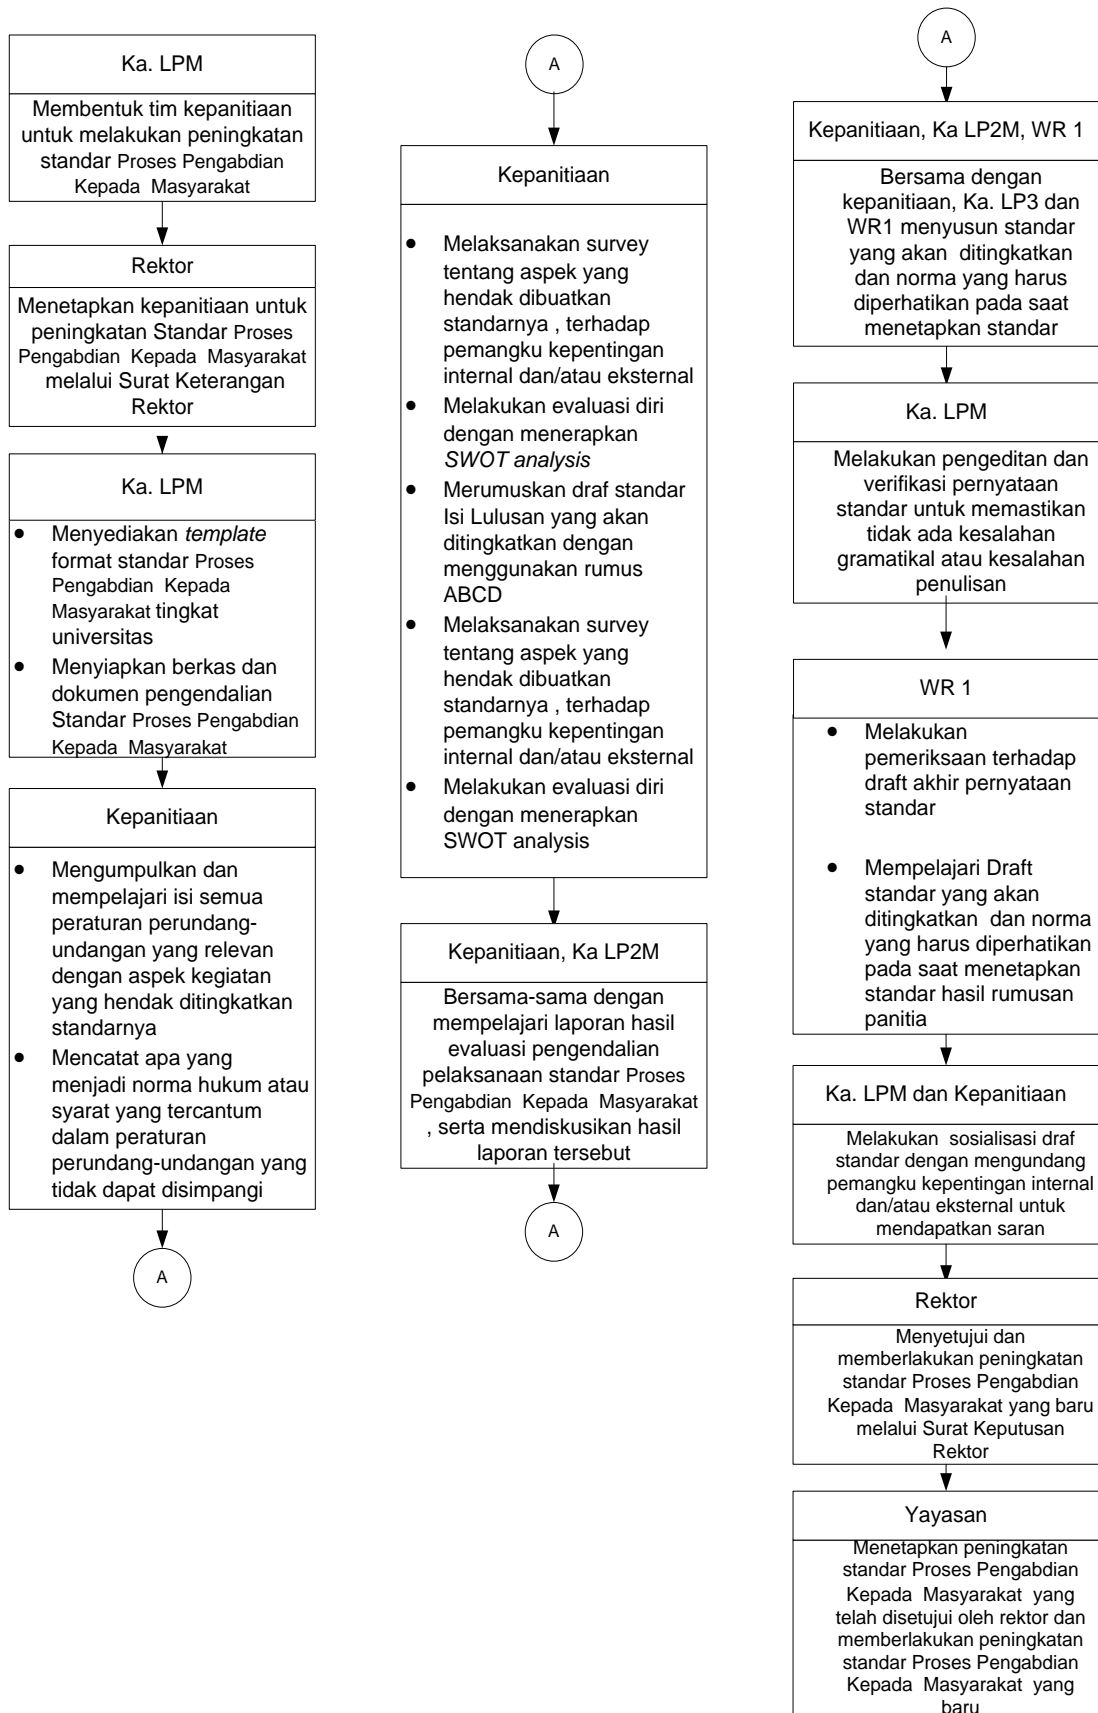 Ka. LPM
Membentuk tim kepanitiaan
untuk melakukan peningkatan
standar Proses Pengabdian
Kepada Masyarakat
Rektor
Menetapkan kepanitiaan untuk
peningkatan Standar Proses
Pengabdian Kepada Masyarakat
melalui Surat Keterangan
Rektor
Ka. LPM
• Menyediakan template
format standar Proses
Pengabdian Kepada
Masyarakat tingkat
universitas
• Menyiapkan berkas dan
dokumen pengendalian
Standar Proses Pengabdian
Kepada Masyarakat
Kepanitiaan
• Mengumpulkan dan
mempelajari isi semua
peraturan perundang-
undangan yang relevan
dengan aspek kegiatan
yang hendak ditingkatkan
standarnya
• Mencatat apa yang
menjadi norma hukum atau
syarat yang tercantum
dalam peraturan
perundang-undangan yang
tidak dapat disimpangi
A
A
Kepanitiaan
• Melaksanakan survey
tentang aspek yang
hendak dibuatkan
standarnya , terhadap
pemangku kepentingan
internal dan/atau eksternal
• Melakukan evaluasi diri
dengan menerapkan
SWOT analysis
• Merumuskan draf standar
Isi Lulusan yang akan
ditingkatkan dengan
menggunakan rumus
ABCD
• Melaksanakan survey
tentang aspek yang
hendak dibuatkan
standarnya , terhadap
pemangku kepentingan
internal dan/atau eksternal
• Melakukan evaluasi diri
dengan menerapkan
SWOT analysis
Kepanitiaan, Ka LP2M
Bersama-sama dengan
mempelajari laporan hasil
evaluasi pengendalian
pelaksanaan standar Proses
Pengabdian Kepada Masyarakat
, serta mendiskusikan hasil
laporan tersebut
A
A
Kepanitiaan, Ka LP2M, WR 1
Bersama dengan
kepanitiaan, Ka. LP3 dan
WR1 menyusun standar
yang akan ditingkatkan
dan norma yang harus
diperhatikan pada saat
menetapkan standar
Ka. LPM
Melakukan pengeditan dan
verifikasi pernyataan
standar untuk memastikan
tidak ada kesalahan
gramatikal atau kesalahan
penulisan
WR 1
• Melakukan
pemeriksaan terhadap
draft akhir pernyataan
standar
• Mempelajari Draft
standar yang akan
ditingkatkan dan norma
yang harus diperhatikan
pada saat menetapkan
standar hasil rumusan
panitia
Ka. LPM dan Kepanitiaan
Melakukan sosialisasi draf
standar dengan mengundang
pemangku kepentingan internal
dan/atau eksternal untuk
mendapatkan saran
Rektor
Menyetujui dan
memberlakukan peningkatan
standar Proses Pengabdian
Kepada Masyarakat yang baru
melalui Surat Keputusan
Rektor
Yayasan
Menetapkan peningkatan
standar Proses Pengabdian
Kepada Masyarakat yang
telah disetujui oleh rektor dan
memberlakukan peningkatan
standar Proses Pengabdian
Kepada Masyarakat yang
baru